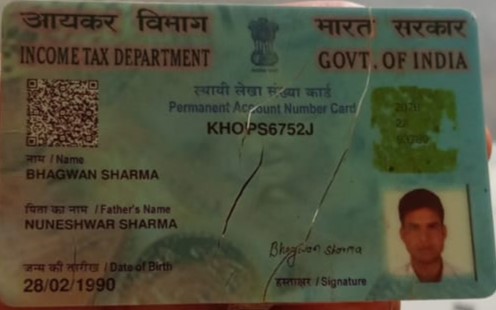 आयकर विभाग
INCOME TAX DEPARTMENT
भारत सरकार
GOVT. OF INDIA
स्थायी लेखा संख्या कार्ड
Permanent Account Number Card
KHOPS6752J
नाम / Name
BHAGWAN SHARMA
पिता का नाम / Father's Name
NUNESHWAR SHARMA
जन्म की तारीख / Date of Birth
28/02/1990
Bhagwan sharma
हस्ताक्षर / Signature